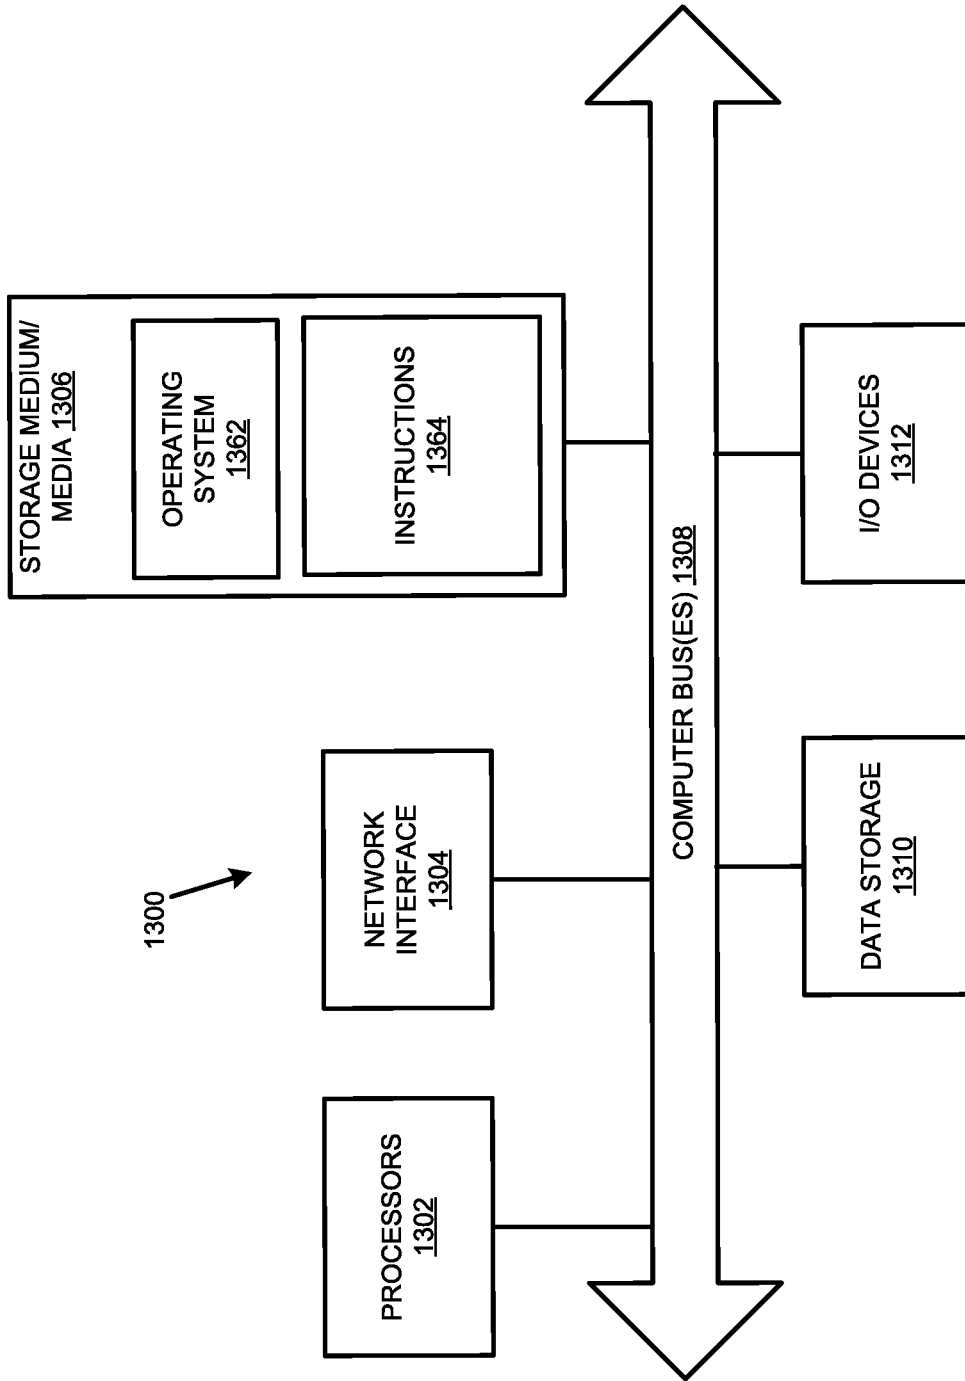 1300
PROCESSORS
1302
NETWORK
INTERFACE
1304
STORAGE MEDIUM/
MEDIA 1306
OPERATING
SYSTEM
1362
INSTRUCTIONS
1364
COMPUTER BUS(ES) 1308
DATA STORAGE
1310
I/O DEVICES
1312